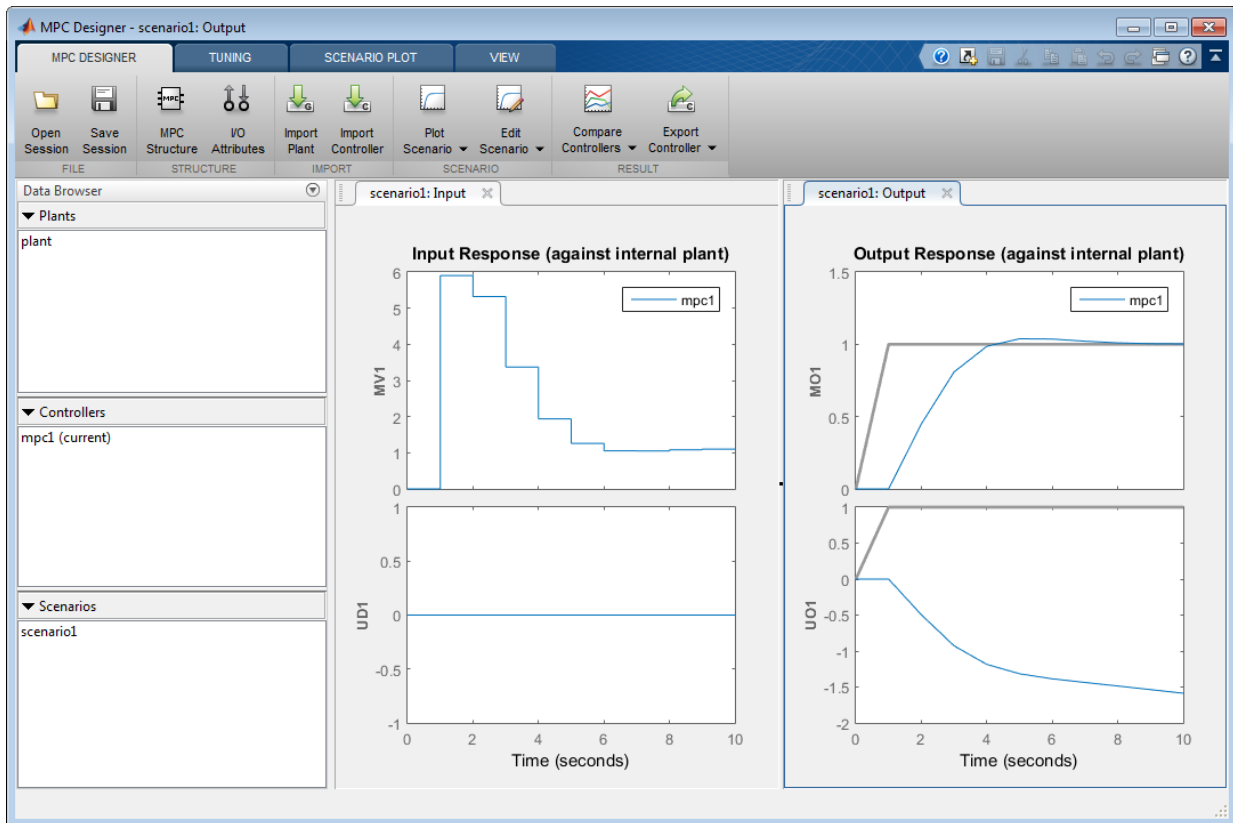 MPC Designer - scenario1: Output
MPC DESIGNER TUNING SCENARIO PLOT VIEW
Open Session
Save Session
MPC Structure
I/O Attributes
Import Plant
Import Controller
Plot Scenario
Edit Scenario
Compare Controllers
Export Controller
FILE STRUCTURE IMPORT SCENARIO RESULT
Data Browser
Plants
plant
Controllers
mpc1 (current)
Scenarios
scenario1
scenario1: Input
Input Response (against internal plant)
mpc1
6
5
4
3
2
1
0
MV1
1
0.5
0
-0.5
-1
UD1
0 2 4 6 8 10
Time (seconds)
scenario1: Output
Output Response (against internal plant)
mpc1
1.5
1
0.5
0
MO1
1
0.5
0
-0.5
-1
-1.5
-2
UO1
0 2 4 6 8 10
Time (seconds)